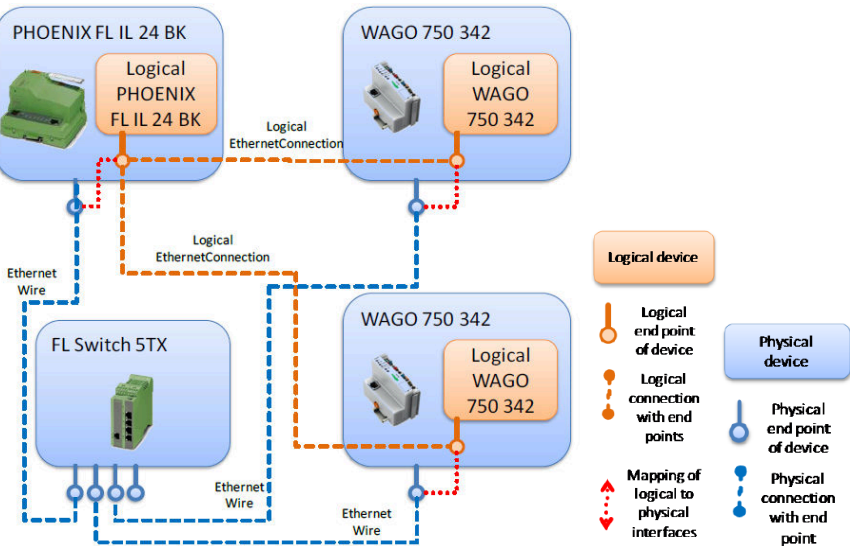 PHOENIX FL IL 24 BK
Logical
PHOENIX
FL IL 24 BK
WAGO 750 342
Logical
WAGO
750 342
Logical
EthernetConnection
Logical
EthernetConnection
Ethernet
Wire
FL Switch 5TX
WAGO 750 342
Logical
WAGO
750 342
Ethernet
Wire
Ethernet
Wire
Logical device
Logical
end point
of device
Logical
connection
with end
points
Mapping of
logical to
physical
interfaces
Physical
device
Physical
end point
of device
Physical
connection
with end
point